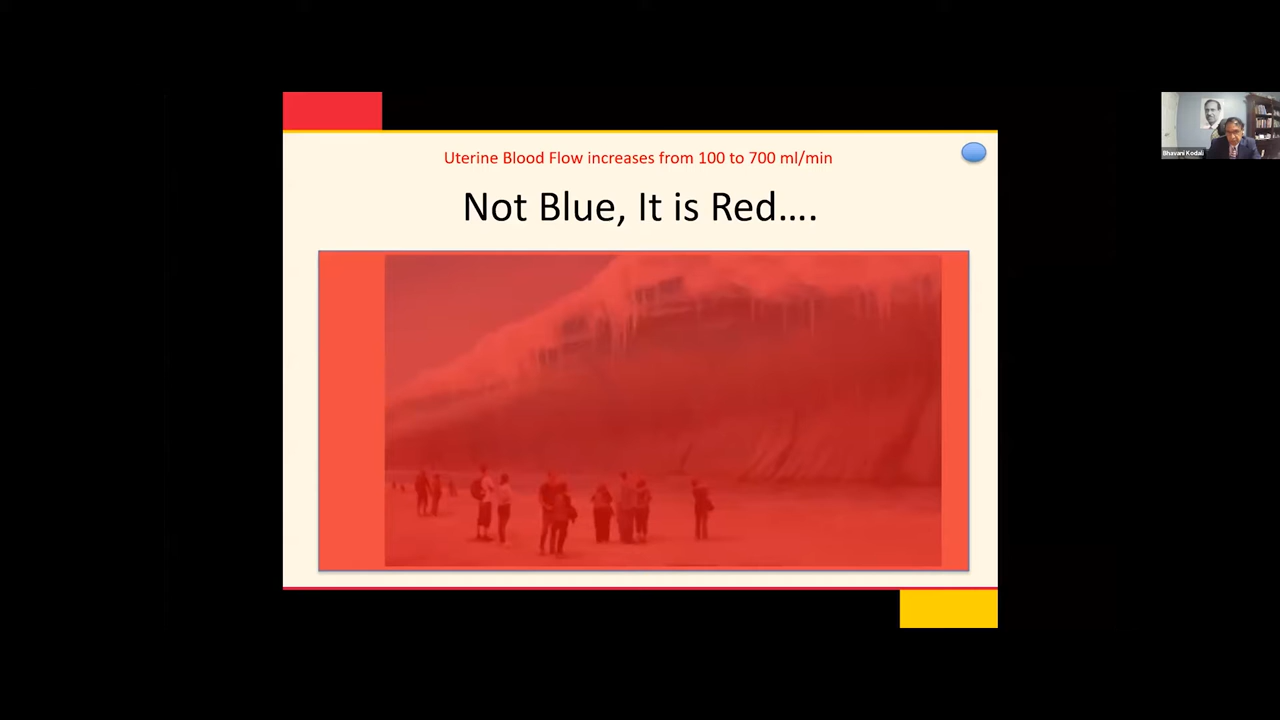 Uterine Blood Flow increases from 100 to 700 ml/min
Not Blue, It is Red....
Bhavani Kodali